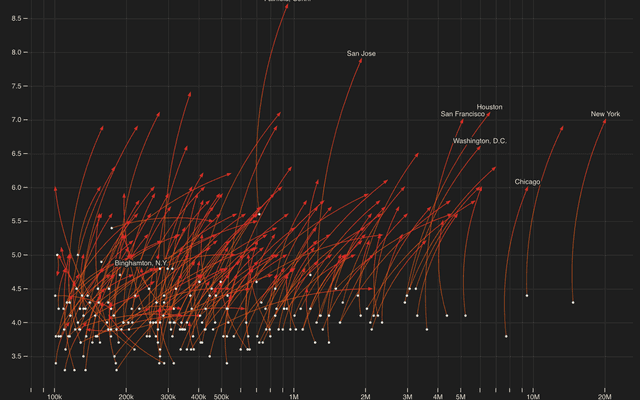 8.5
8.0
San Jose
7.5
Houston
7.0
San Francisco
New York
6.5
Washington, D.C.
6.0
Chicago
5.5
5.0
Binghamton, N.Y.
4.5
4.0
3.5
100k
200k
300k
400k
500k
1M
2M
3M
4M
5M
10M
20M